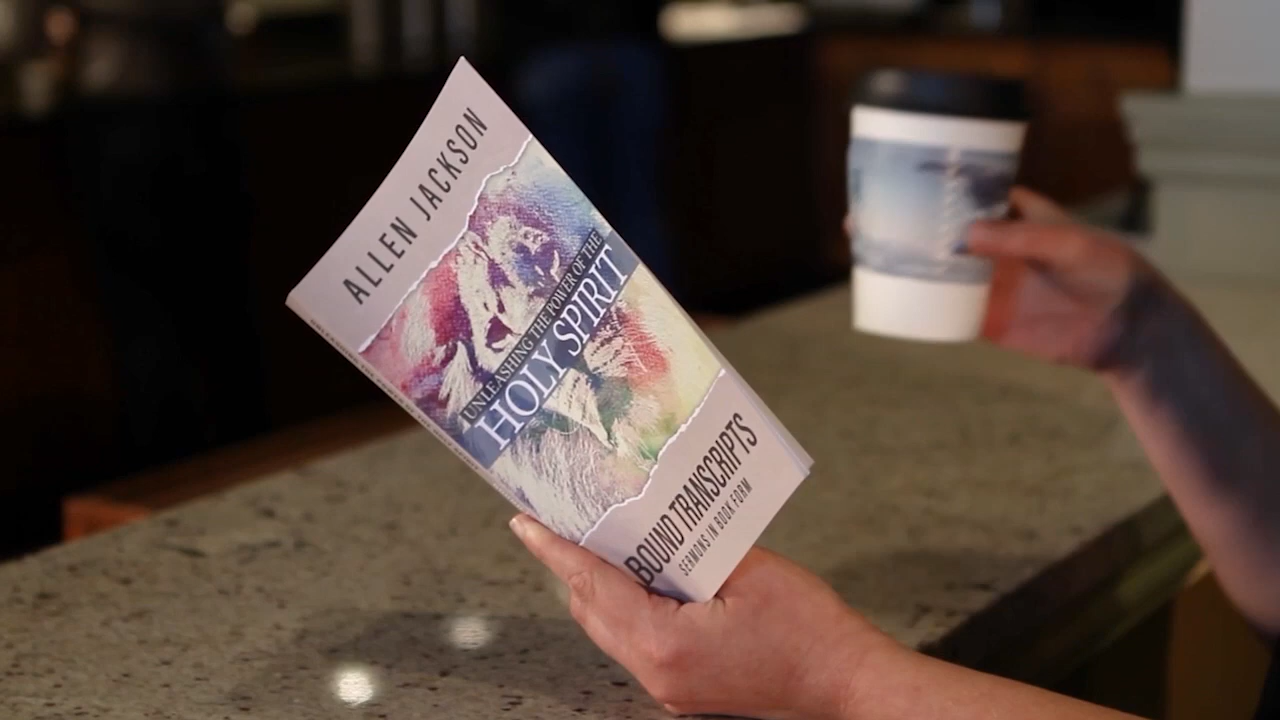 ALLEN JACKSON
UNLEASHING THE POWER OF THE
HOLY SPIRIT
BOUND TRANSCRIPTS
SERMONS IN BOOK FORM